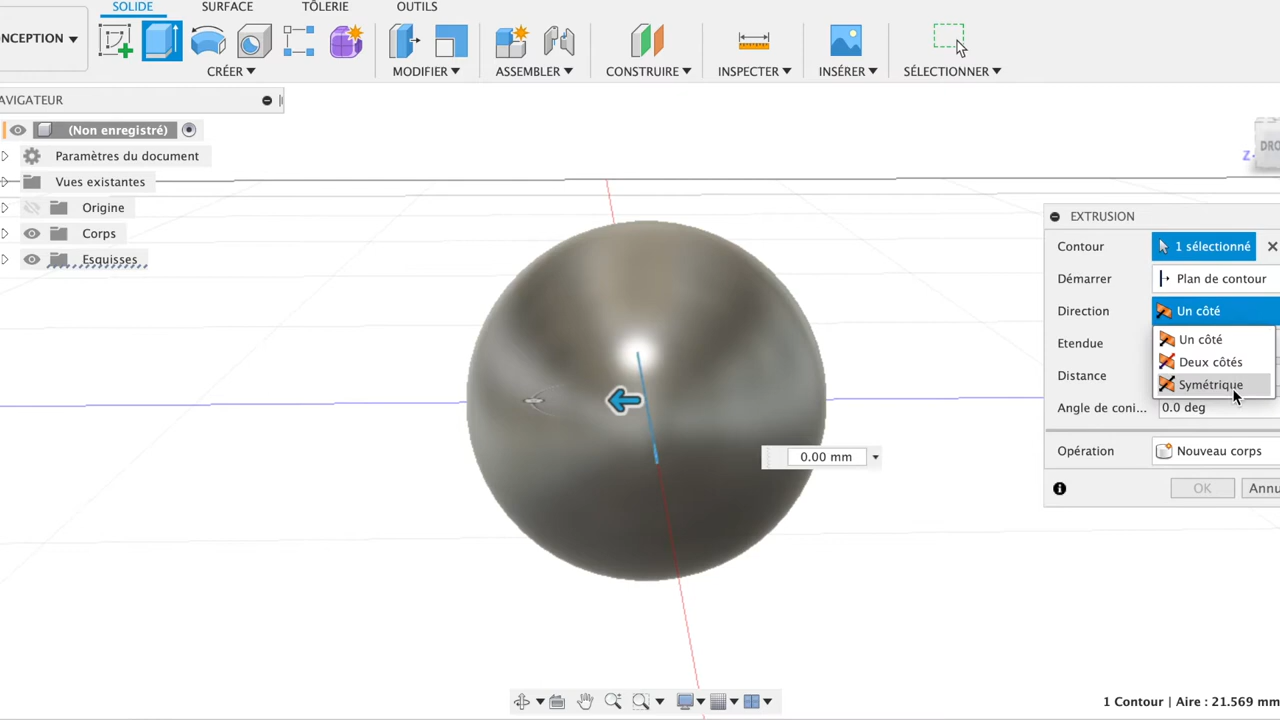 SOLIDE
SURFACE
TÔLERIE
OUTILS
NCEPTION
CRÉER
MODIFIER
ASSEMBLER
CONSTRUIRE
INSPECTER
INSÉRER
SÉLECTIONNER
AVIGATEUR
(Non enregistré)
Paramètres du document
Vues existantes
Origine
Corps
Esquisses
Z
DRO
EXTRUSION
Contour
1 sélectionné
Démarrer
Plan de contour
Direction
Un côté
Un côté
Etendue
Deux côtés
Distance
Symétrique
Angle de coni...
0.0 deg
Opération
Nouveau corps
OK
Annu
0.00 mm
1 Contour | Aire : 21.569 mm